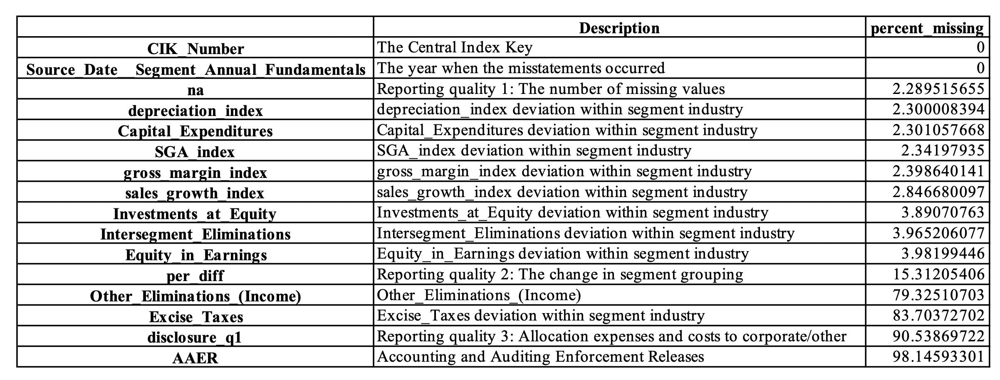 Description percent_missing
CIK_Number The Central Index Key 0
Source_Date__Segment_Annual_Fundamentals The year when the misstatements occurred 0
na Reporting quality 1: The number of missing values 2.289515655
depreciation_index depreciation_index deviation within segment industry 2.300008394
Capital_Expenditures Capital_Expenditures deviation within segment industry 2.301057668
SGA_index SGA_index deviation within segment industry 2.34197935
gross_margin_index gross_margin_index deviation within segment industry 2.398640141
sales_growth_index sales_growth_index deviation within segment industry 2.846680097
Investments_at_Equity Investments_at_Equity deviation within segment industry 3.89070763
Intersegment_Eliminations Intersegment_Eliminations deviation within segment industry 3.965206077
Equity_in_Earnings Equity_in_Earnings deviation within segment industry 3.98199446
per_diff Reporting quality 2: The change in segment grouping 15.31205406
Other_Eliminations_(Income) Other_Eliminations_(Income) 79.32510703
Excise_Taxes Excise_Taxes deviation within segment industry 83.70372702
disclosure_q1 Reporting quality 3: Allocation expenses and costs to corporate/other 90.53869722
AAER Accounting and Auditing Enforcement Releases 98.14593301